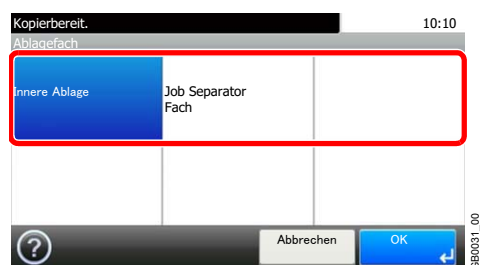 Kopierbereit. 10:10
Ablagefach
Innere Ablage
Job Separator
Fach
?
Abbrechen
OK
GB0031_00